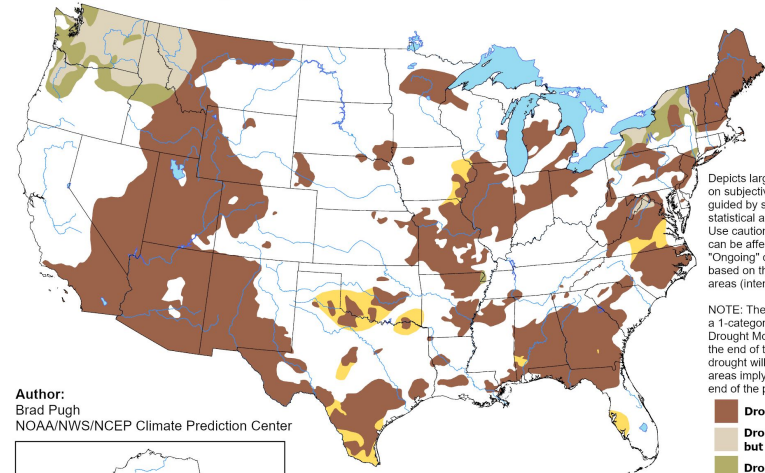 Depicts larg
on subjectiv
guided by s
statistical a
Use caution
can be affe
"Ongoing" c
based on th
areas (inter
NOTE: The
a 1-categor
Drought Mo
the end of t
drought will
areas imply
end of the p
Author:
Brad Pugh
NOAA/NWS/NCEP Climate Prediction Center
Dro
Dro
but
Dro